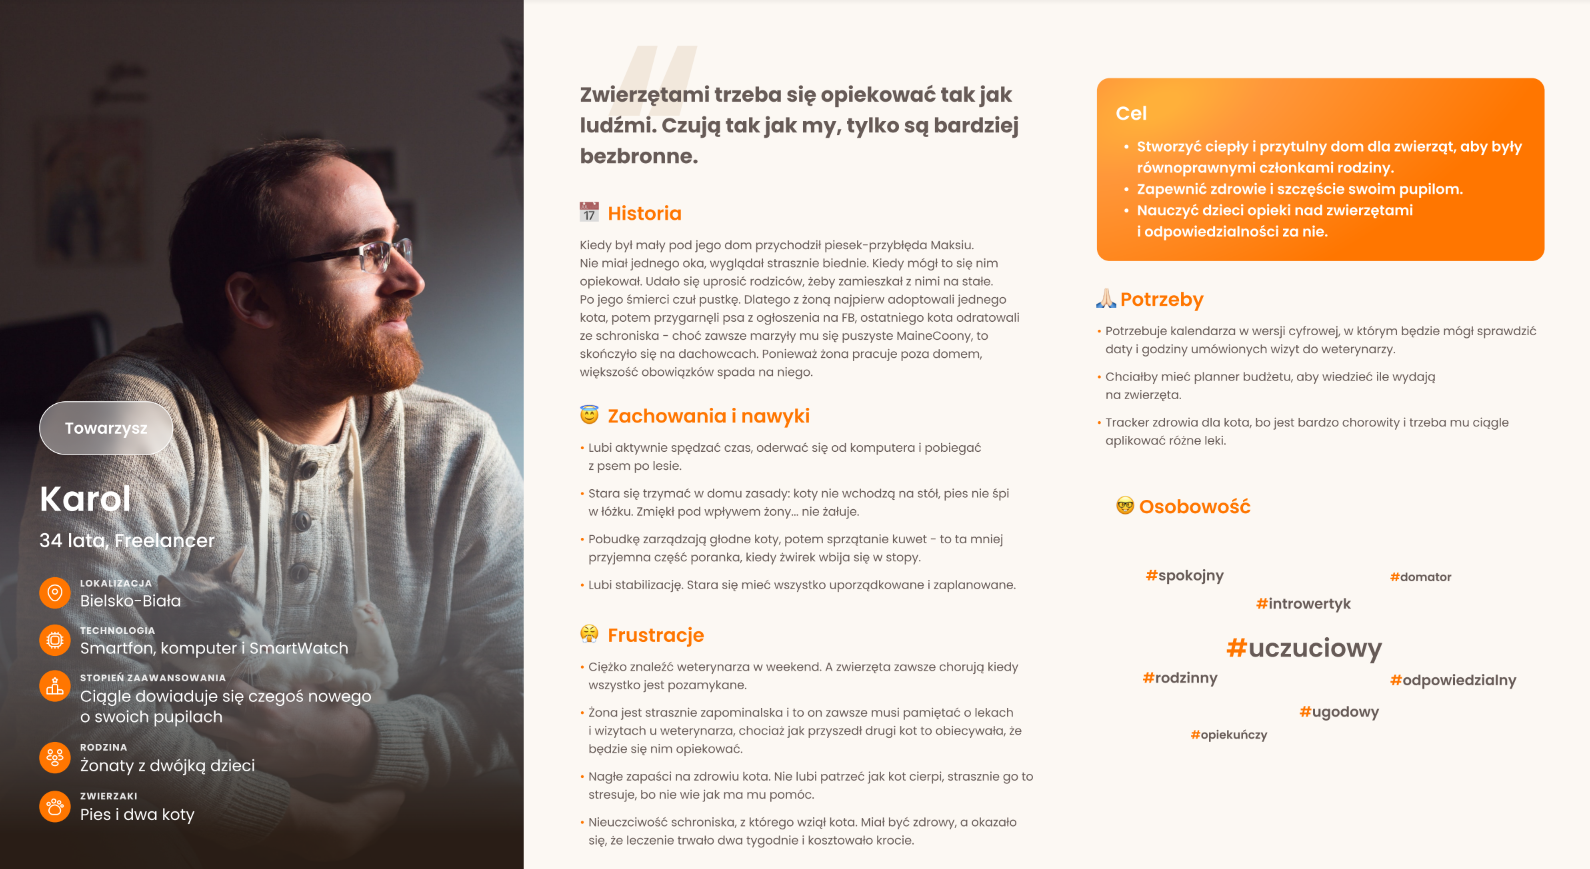 Towarzysz
Karol
34 lata, Freelancer
LOKALIZACJA
Bielsko-Biała
TECHNOLOGIA
Smartfon, komputer i SmartWatch
STOPIEŃ ZAAWANSOWANIA
Ciągle dowiaduje się czegoś nowego
o swoich pupilach
RODZINA
Żonaty z dwójką dzieci
ZWIERZAKI
Pies i dwa koty
Zwierzętami trzeba się opiekować tak jak
ludźmi. Czują tak jak my, tylko są bardziej
bezbronne.
17
Historia
Kiedy był mały pod jego dom przychodził piesek-przybłęda Maksiu.
Nie miał jednego oka, wyglądał strasznie biednie. Kiedy mógł to się nim
opiekował. Udało się uprosić rodziców, żeby zamieszkał z nimi na stałe.
Po jego śmierci czuł pustkę. Dlatego z żoną najpierw adoptowali jednego
kota, potem przygarnęli psa z ogłoszenia na FB, ostatniego kota odratowali
ze schroniska - choć zawsze marzyły mu się puszyste MaineCoony, to
skończyło się na dachowcach. Ponieważ żona pracuje poza domem,
większość obowiązków spada na niego.
Zachowania i nawyki
• Lubi aktywnie spędzać czas, oderwać się od komputera i pobiegać
z psem po lesie.
• Stara się trzymać w domu zasady: koty nie wchodzą na stół, pies nie śpi
w łóżku. Zmiękł pod wpływem żony... nie żałuje.
• Pobudkę zarządzają głodne koty, potem sprzątanie kuwet - to ta mniej
przyjemna część poranka, kiedy żwirek wbija się w stopy.
• Lubi stabilizację. Stara się mieć wszystko uporządkowane i zaplanowane.
Frustracje
• Ciężko znaleźć weterynarza w weekend. A zwierzęta zawsze chorują kiedy
wszystko jest pozamykane.
• Żona jest strasznie zapominalska i to on zawsze musi pamiętać o lekach
i wizytach u weterynarza, chociaż jak przyszedł drugi kot to obiecywała, że
będzie się nim opiekować.
• Nagłe zapaści na zdrowiu kota. Nie lubi patrzeć jak kot cierpi, strasznie go to
stresuje, bo nie wie jak ma mu pomóc.
• Nieuczciwość schroniska, z którego wziął kota. Miał być zdrowy, a okazało
się, że leczenie trwało dwa tygodnie i kosztowało krocie.
Cel
• Stworzyć ciepły i przytulny dom dla zwierząt, aby były
równoprawnymi członkami rodziny.
• Zapewnić zdrowie i szczęście swoim pupilom.
• Nauczyć dzieci opieki nad zwierzętami
i odpowiedzialności za nie.
Potrzeby
• Potrzebuje kalendarza w wersji cyfrowej, w którym będzie mógł sprawdzić
daty i godziny umówionych wizyt do weterynarzy.
• Chciałby mieć planner budżetu, aby wiedzieć ile wydają
na zwierzęta.
• Tracker zdrowia dla kota, bo jest bardzo chorowity i trzeba mu ciągle
aplikować różne leki.
Osobowość
#spokojny
#domator
#introwertyk
#uczuciowy
#rodzinny
#odpowiedzialny
#ugodowy
#opiekuńczy